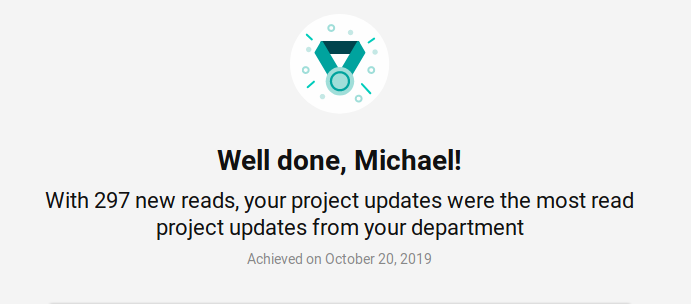 Well done, Michael!
With 297 new reads, your project updates were the most read
project updates from your department
Achieved on October 20, 2019